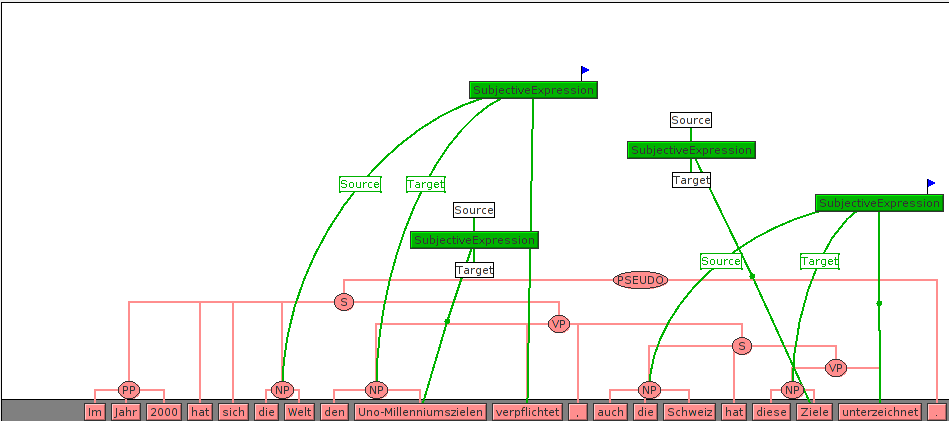 SubjectiveExpression
Source
SubjectiveExpression
Target
Source Target
SubjectiveExpression
Source
SubjectiveExpression
Source Target
Target
PSEUDO
S
VP
S
VP
PP NP NP NP NP
Im Jahr 2000 hat sich die Welt den Uno-Millenniumszielen verpflichtet , auch die Schweiz hat diese Ziele unterzeichnet .